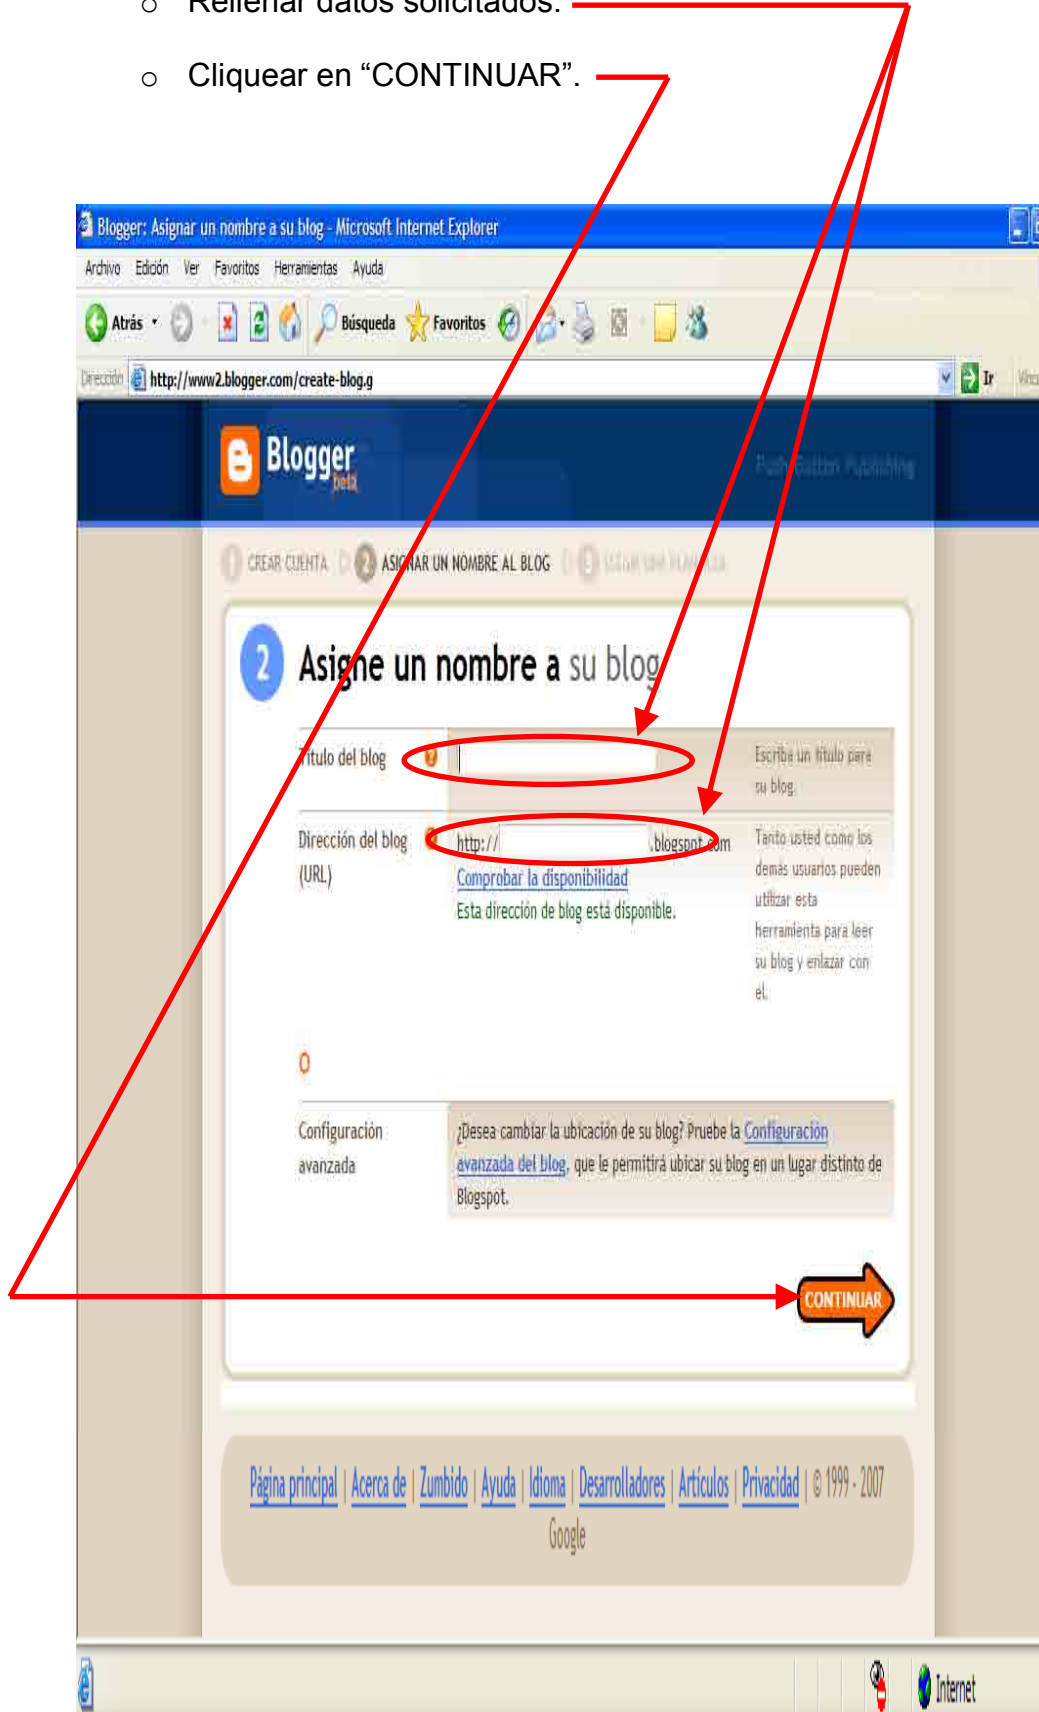 o Rellenar datos solicitados.
o Cliquear en “CONTINUAR”.
Blogger: Asignar un nombre a su blog - Microsoft Internet Explorer
Archivo Edición Ver Favoritos Herramientas Ayuda
Atrás Búsqueda Favoritos
Dirección http://www2.blogger.com/create-blog.g Ir
Blogger
beta
Push-Button Publishing
1 CREAR CUENTA 2 ASIGNAR UN NOMBRE AL BLOG 3
2 Asigne un nombre a su blog
Título del blog ? Escriba un título para
su blog.
Dirección del blog ? http:// .blogspot.com Tanto usted como los
(URL) Comprobar la disponibilidad demás usuarios pueden
Esta dirección de blog está disponible. utilizar esta
herramienta para leer
su blog y enlazar con
él.
O
Configuración ¿Desea cambiar la ubicación de su blog? Pruebe la Configuración
avanzada avanzada del blog, que le permitirá ubicar su blog en un lugar distinto de
Blogspot.
CONTINUAR
Página principal | Acerca de | Zumbido | Ayuda | Idioma | Desarrolladores | Artículos | Privacidad | © 1999 - 2007
Google
Internet